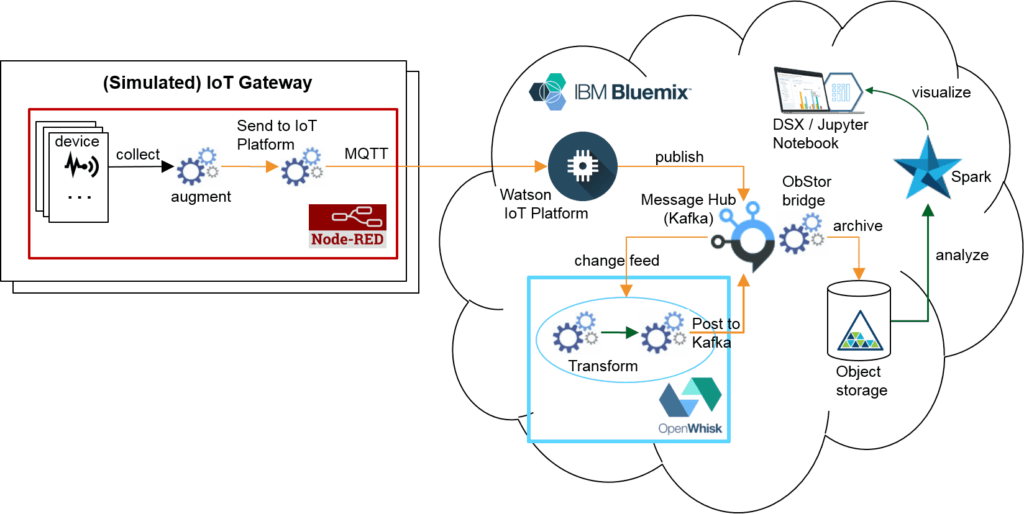 (Simulated) IoT Gateway
device
. . .
collect
augment
Send to IoT
Platform
MQTT
Node-RED
IBM Bluemix™
Watson
IoT Platform
publish
Message Hub
(Kafka)
ObStor
bridge
archive
change feed
Transform
Post to
Kafka
OpenWhisk
Object
storage
analyze
Spark
visualize
DSX / Jupyter
Notebook